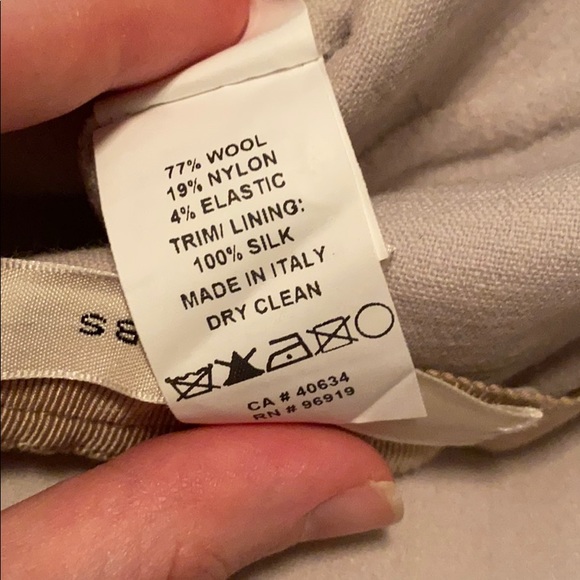 77% WOOL
19% NYLON
4% ELASTIC
TRIM/ LINING:
100% SILK
MADE IN ITALY
DRY CLEAN
CA # 40634
RN # 96919